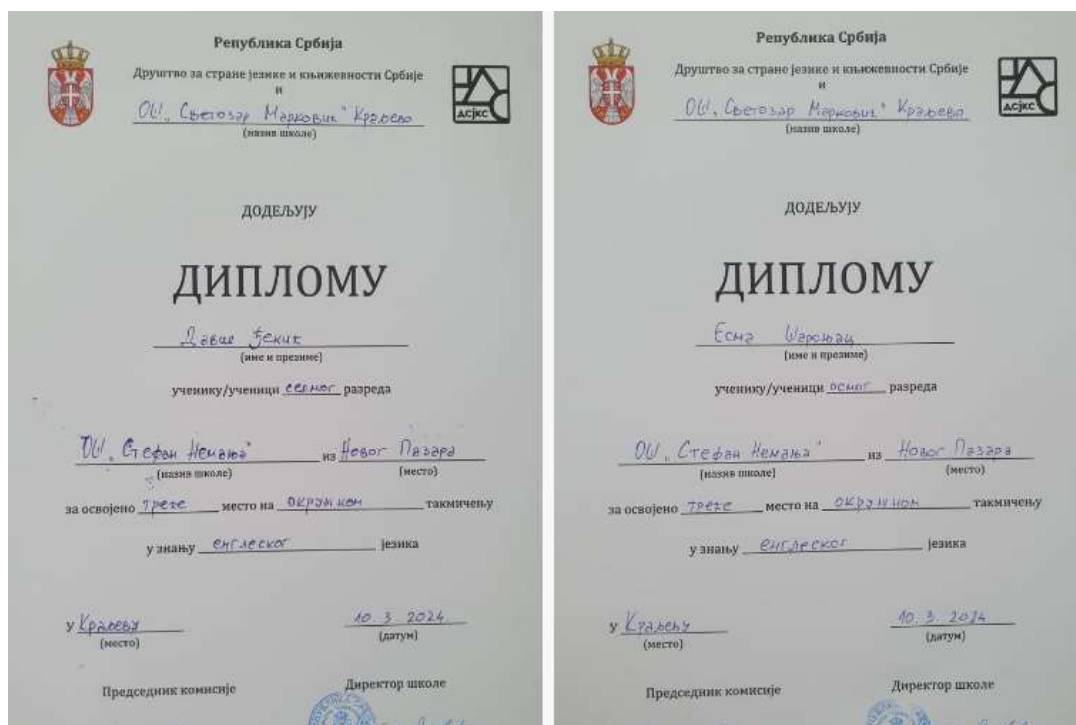 Република Србија
Друштво за стране језике и књижевности Србије
и
ОШ „Светозар Марковић" Краљево
(назив школе)
ДСЈКС
ДОДЕЉУЈУ
ДИПЛОМУ
Давид Ђекић
(име и презиме)
ученику/ученици седмог разреда
ОШ „Стефан Немања" из Новог Пазара
(назив школе) (место)
за освојено треће место на окружном такмичењу
у знању енглеског језика
У Краљеву 10. 3. 2024.
(место) (датум)
Председник комисије Директор школе
Република Србија
Друштво за стране језике и књижевности Србије
и
ОШ „Светозар Марковић" Краљево
(назив школе)
ДСЈКС
ДОДЕЉУЈУ
ДИПЛОМУ
Есма
(име и презиме)
ученику/ученици осмог разреда
ОШ „Стефан Немања" из Новог Пазара
(назив школе) (место)
за освојено треће место на окружном такмичењу
у знању енглеског језика
У Краљеву 10. 3. 2024.
(место) (датум)
Председник комисије Директор школе